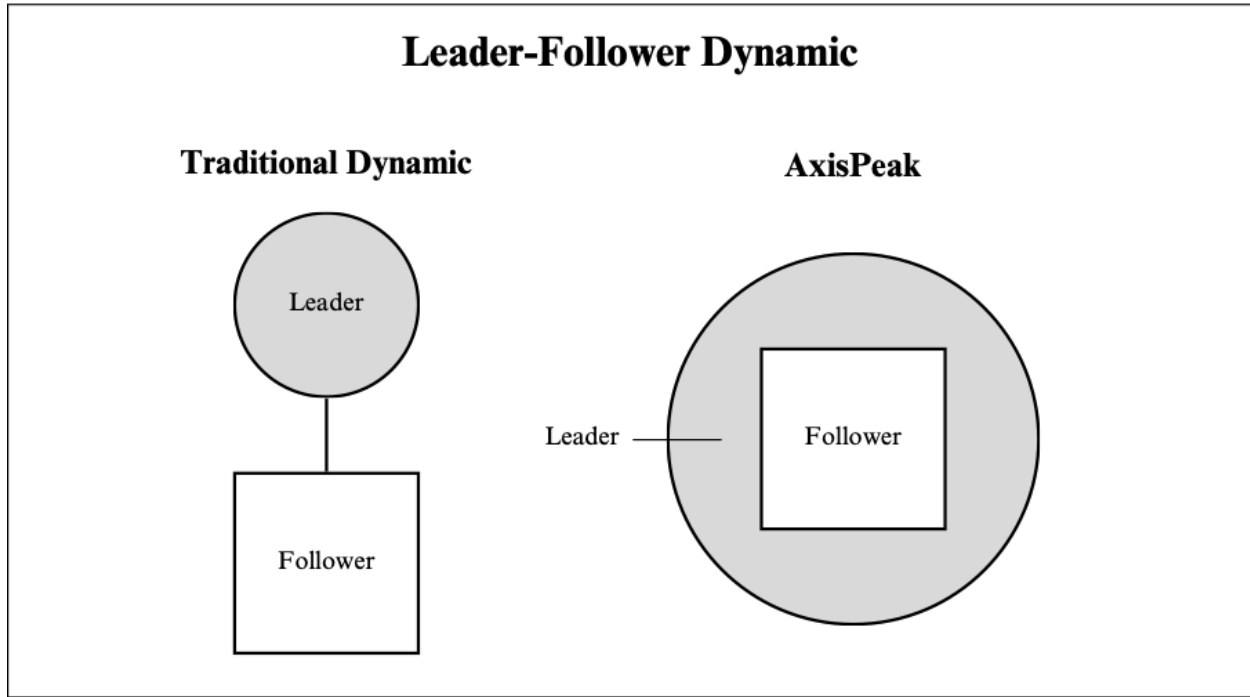 Leader-Follower Dynamic
Traditional Dynamic
AxisPeak
Leader
Follower
Leader
Follower